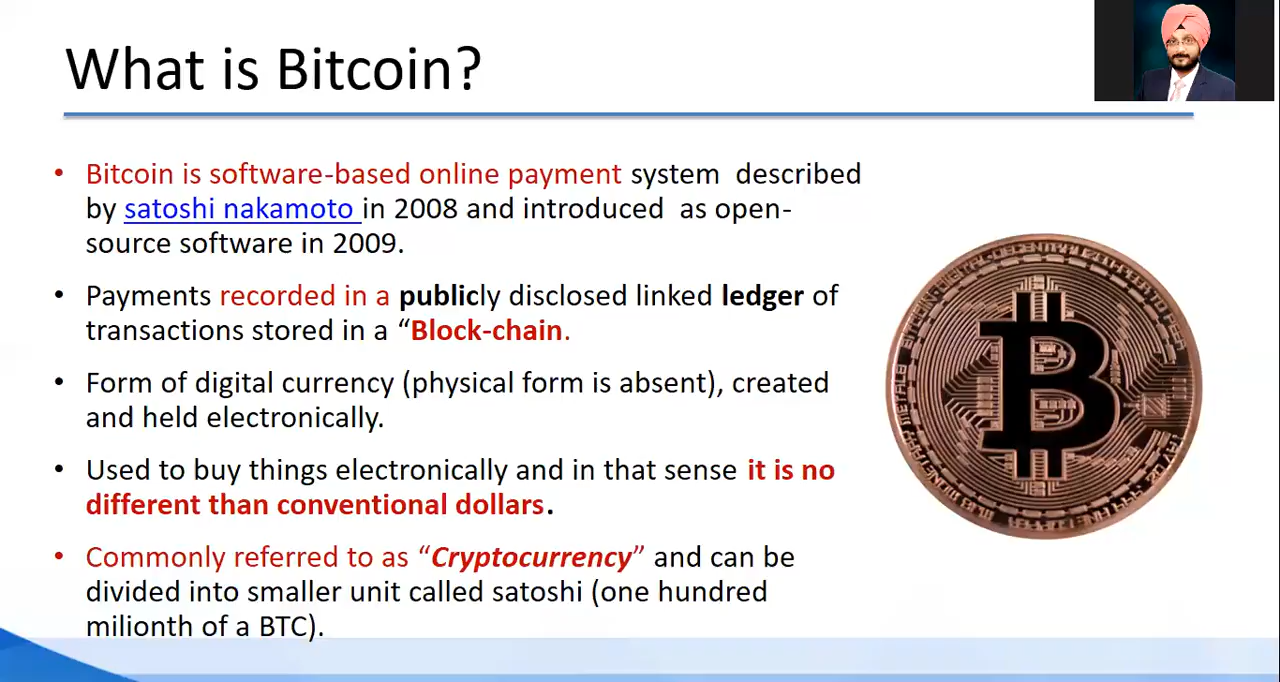 What is Bitcoin?
• Bitcoin is software-based online payment system described
by satoshi nakamoto in 2008 and introduced as open-
source software in 2009.
• Payments recorded in a publicly disclosed linked ledger of
transactions stored in a “Block-chain.
• Form of digital currency (physical form is absent), created
and held electronically.
• Used to buy things electronically and in that sense it is no
different than conventional dollars.
• Commonly referred to as “Cryptocurrency” and can be
divided into smaller unit called satoshi (one hundred
milionth of a BTC).